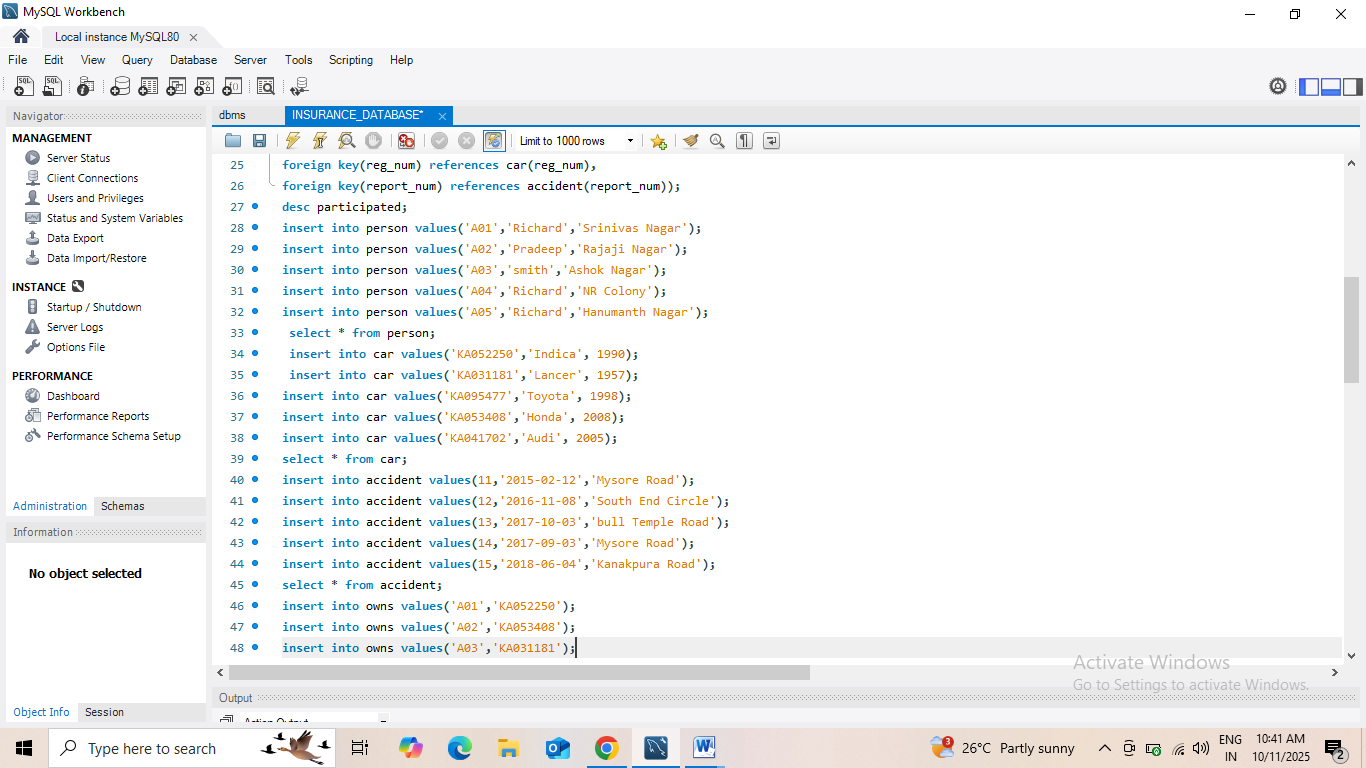 MySQL Workbench
Local instance MySQL80
File Edit View Query Database Server Tools Scripting Help
Navigator
MANAGEMENT
Server Status
Client Connections
Users and Privileges
Status and System Variables
Data Export
Data Import/Restore
INSTANCE
Startup / Shutdown
Server Logs
Options File
PERFORMANCE
Dashboard
Performance Reports
Performance Schema Setup
Administration Schemas
Information
No object selected
Object Info Session
dbms INSURANCE_DATABASE*
Limit to 1000 rows
25 foreign key(reg_num) references car(reg_num),
26 foreign key(report_num) references accident(report_num));
27 desc participated;
28 insert into person values('A01','Richard','Srinivas Nagar');
29 insert into person values('A02','Pradeep','Rajaji Nagar');
30 insert into person values('A03','smith','Ashok Nagar');
31 insert into person values('A04','Richard','NR Colony');
32 insert into person values('A05','Richard','Hanumanth Nagar');
33 select * from person;
34 insert into car values('KA052250','Indica', 1990);
35 insert into car values('KA031181','Lancer', 1957);
36 insert into car values('KA095477','Toyota', 1998);
37 insert into car values('KA053408','Honda', 2008);
38 insert into car values('KA041702','Audi', 2005);
39 select * from car;
40 insert into accident values(11,'2015-02-12','Mysore Road');
41 insert into accident values(12,'2016-11-08','South End Circle');
42 insert into accident values(13,'2017-10-03','bull Temple Road');
43 insert into accident values(14,'2017-09-03','Mysore Road');
44 insert into accident values(15,'2018-06-04','Kanakpura Road');
45 select * from accident;
46 insert into owns values('A01','KA052250');
47 insert into owns values('A02','KA053408');
48 insert into owns values('A03','KA031181');
Activate Windows
Go to Settings to activate Windows.
Output
Action Output
Type here to search
26°C Partly sunny
ENG
IN
10:41 AM
10/11/2025
3
2